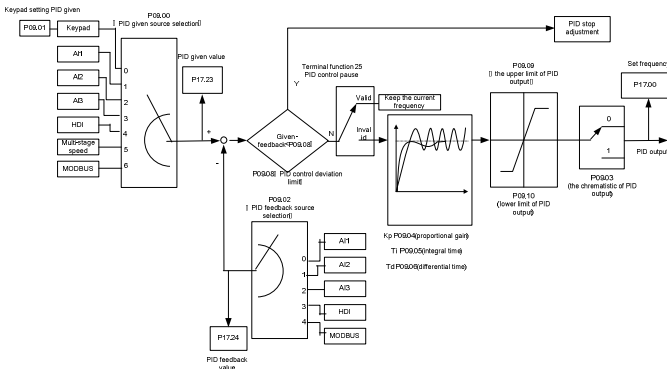 Keypad setting PID given
P09.01
Keypad
AI1
AI2
AI3
HDI
Multi-stage
speed
MODBUS
P09.00
[ PID given source selection]
0
1
2
3
4
5
6
PID given value
P17.23
+
-
Given-
feedback<P09.08]
Y
N
P09.08[ PID control deviation
limit]
Terminal function 25
PID control pause
Valid
Inval
id
Keep the current
frequency
PID stop
adjustment
Kp P09.04(proportional gain)
Ti P09.05(integral time)
Td P09.06(differential time)
P09.09
[ the upper limit of PID
output]
P09.10
(lower limit of PID
output)
0
1
P09.03
(the chrmatistic of PID
output)
Set frequency
P17.00
PID output
P09.02
[ PID feedback source
selection]
0
1
2
3
4
AI1
AI2
AI3
HDI
MODBUS
P17.24
PID feedback
value